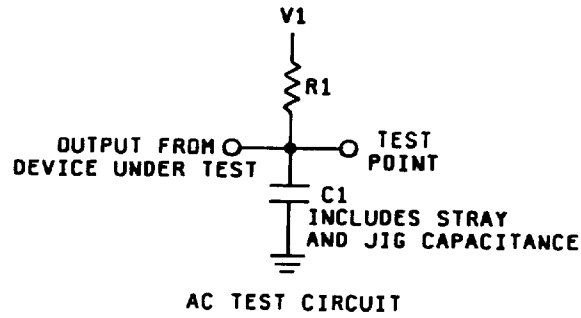 V1
R1
OUTPUT FROM
DEVICE UNDER TEST
TEST
POINT
C1
INCLUDES STRAY
AND JIG CAPACITANCE
AC TEST CIRCUIT